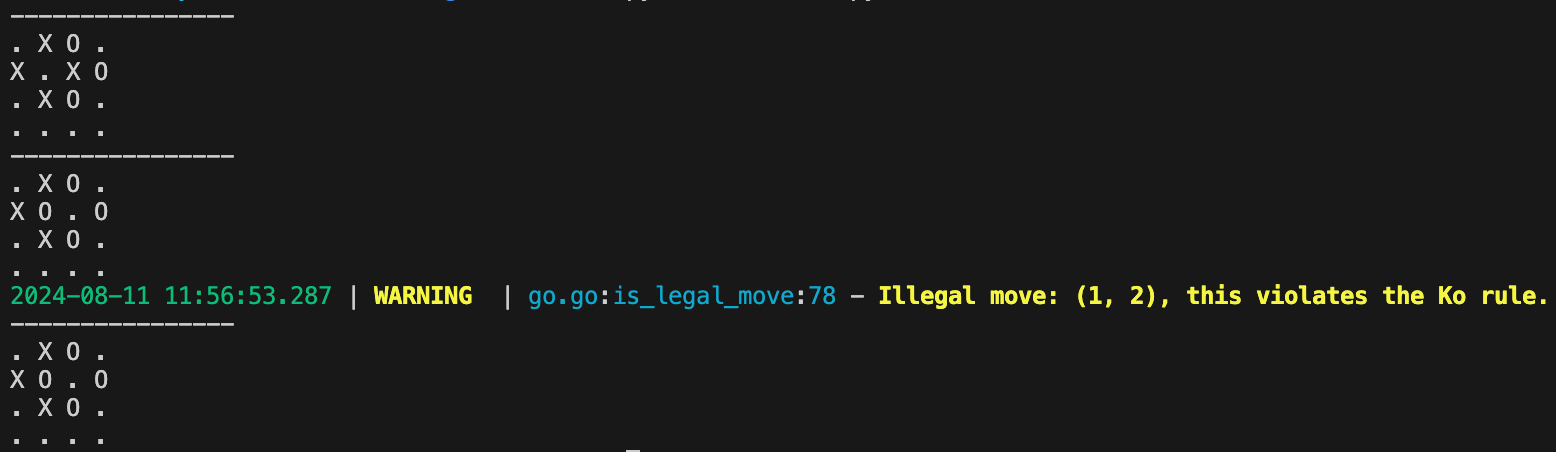 ----------------
. X O .
X . X O
. X O .
. . . .
----------------
. X O .
X O . O
. X O .
. . . .
2024-08-11 11:56:53.287 | WARNING  | go.go:is_legal_move:78 - Illegal move: (1, 2), this violates the Ko rule.
----------------
. X O .
X O . O
. X O .
. . . .